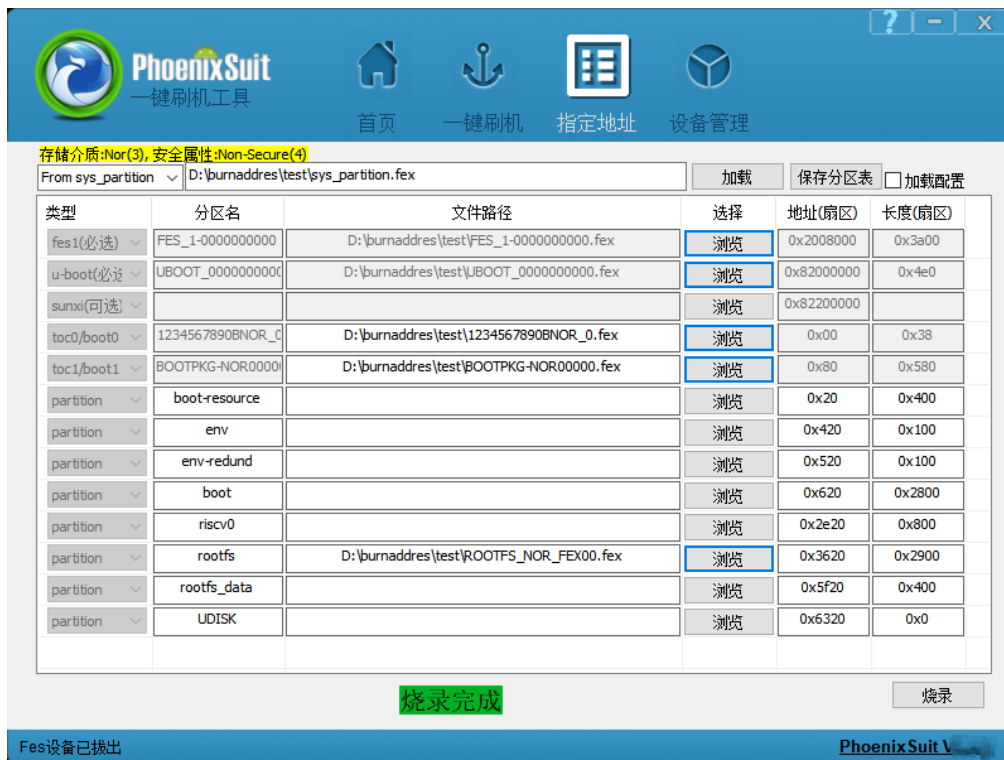 ? − X
PhoenixSuit
一键刷机工具
首页 一键刷机 指定地址 设备管理
存储介质:Nor(3), 安全属性:Non-Secure(4)
From sys_partition D:\burnaddres\test\sys_partition.fex 加载 保存分区表 加载配置
类型 分区名 文件路径 选择 地址(扇区) 长度(扇区)
fes1(必选) FES_1-0000000000 D:\burnaddres\test\FES_1-0000000000.fex 浏览 0x2008000 0x3a00
u-boot(必选 UBOOT_0000000000 D:\burnaddres\test\UBOOT_0000000000.fex 浏览 0x82000000 0x4e0
sunxi(可选) 浏览 0x82200000
toc0/boot0 1234567890BNOR_0 D:\burnaddres\test\1234567890BNOR_0.fex 浏览 0x00 0x38
toc1/boot1 BOOTPKG-NOR00000 D:\burnaddres\test\BOOTPKG-NOR00000.fex 浏览 0x80 0x580
partition boot-resource 浏览 0x20 0x400
partition env 浏览 0x420 0x100
partition env-redund 浏览 0x520 0x100
partition boot 浏览 0x620 0x2800
partition riscv0 浏览 0x2e20 0x800
partition rootfs D:\burnaddres\test\ROOTFS_NOR_FEX00.fex 浏览 0x3620 0x2900
partition rootfs_data 浏览 0x5f20 0x400
partition UDISK 浏览 0x6320 0x0
烧录完成 烧录
Fes设备已拔出 PhoenixSuit V